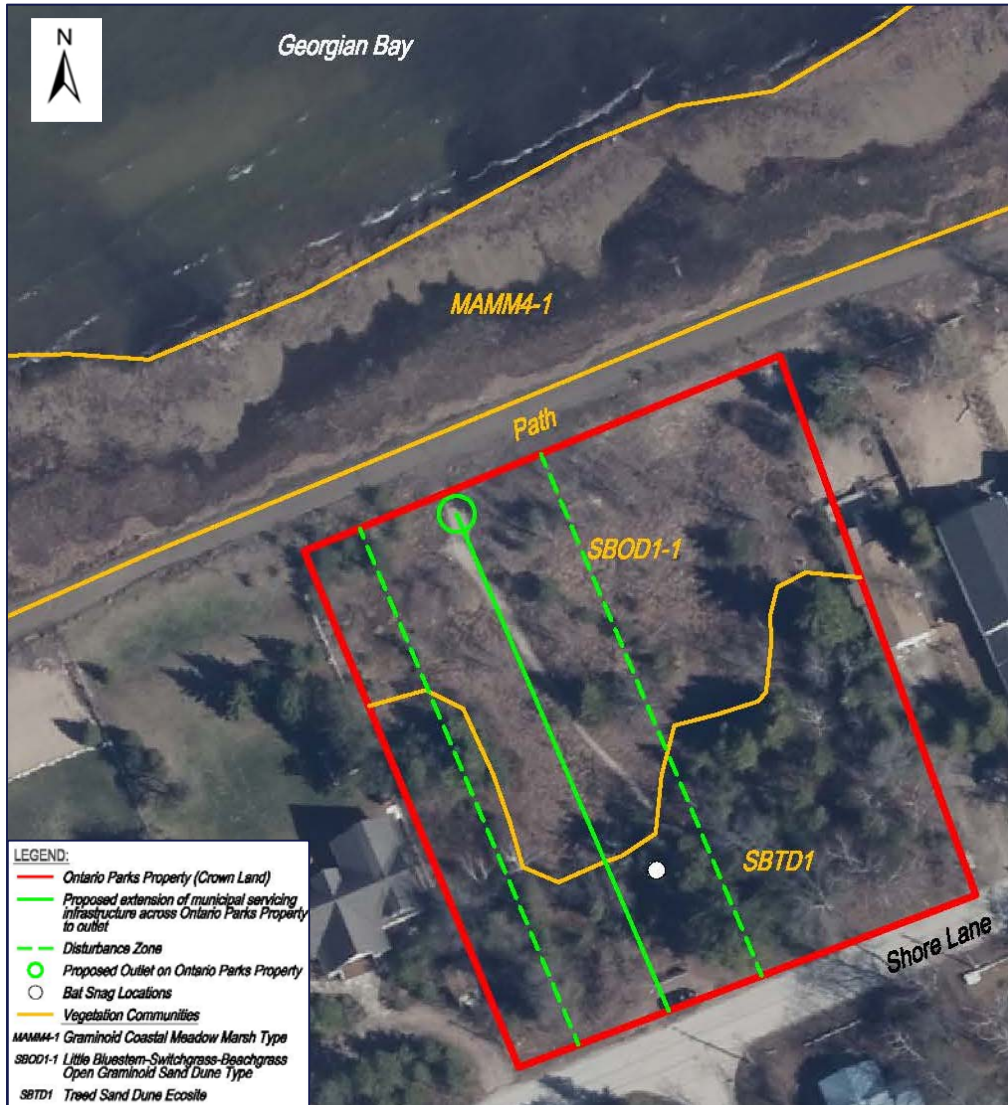 N
Georgian Bay
MAMM4-1
Path
SBOD1-1
SBTD1
Shore Lane
LEGEND:
Ontario Parks Property (Crown Land)
Proposed extension of municipal servicing
infrastructure across Ontario Parks Property
to outlet
Disturbance Zone
Proposed Outlet on Ontario Parks Property
Bat Snag Locations
Vegetation Communities
MAMM4-1 Graminoid Coastal Meadow Marsh Type
SBOD1-1 Little Bluestem-Switchgrass-Beachgrass
Open Graminoid Sand Dune Type
SBTD1 Treed Sand Dune Ecosite